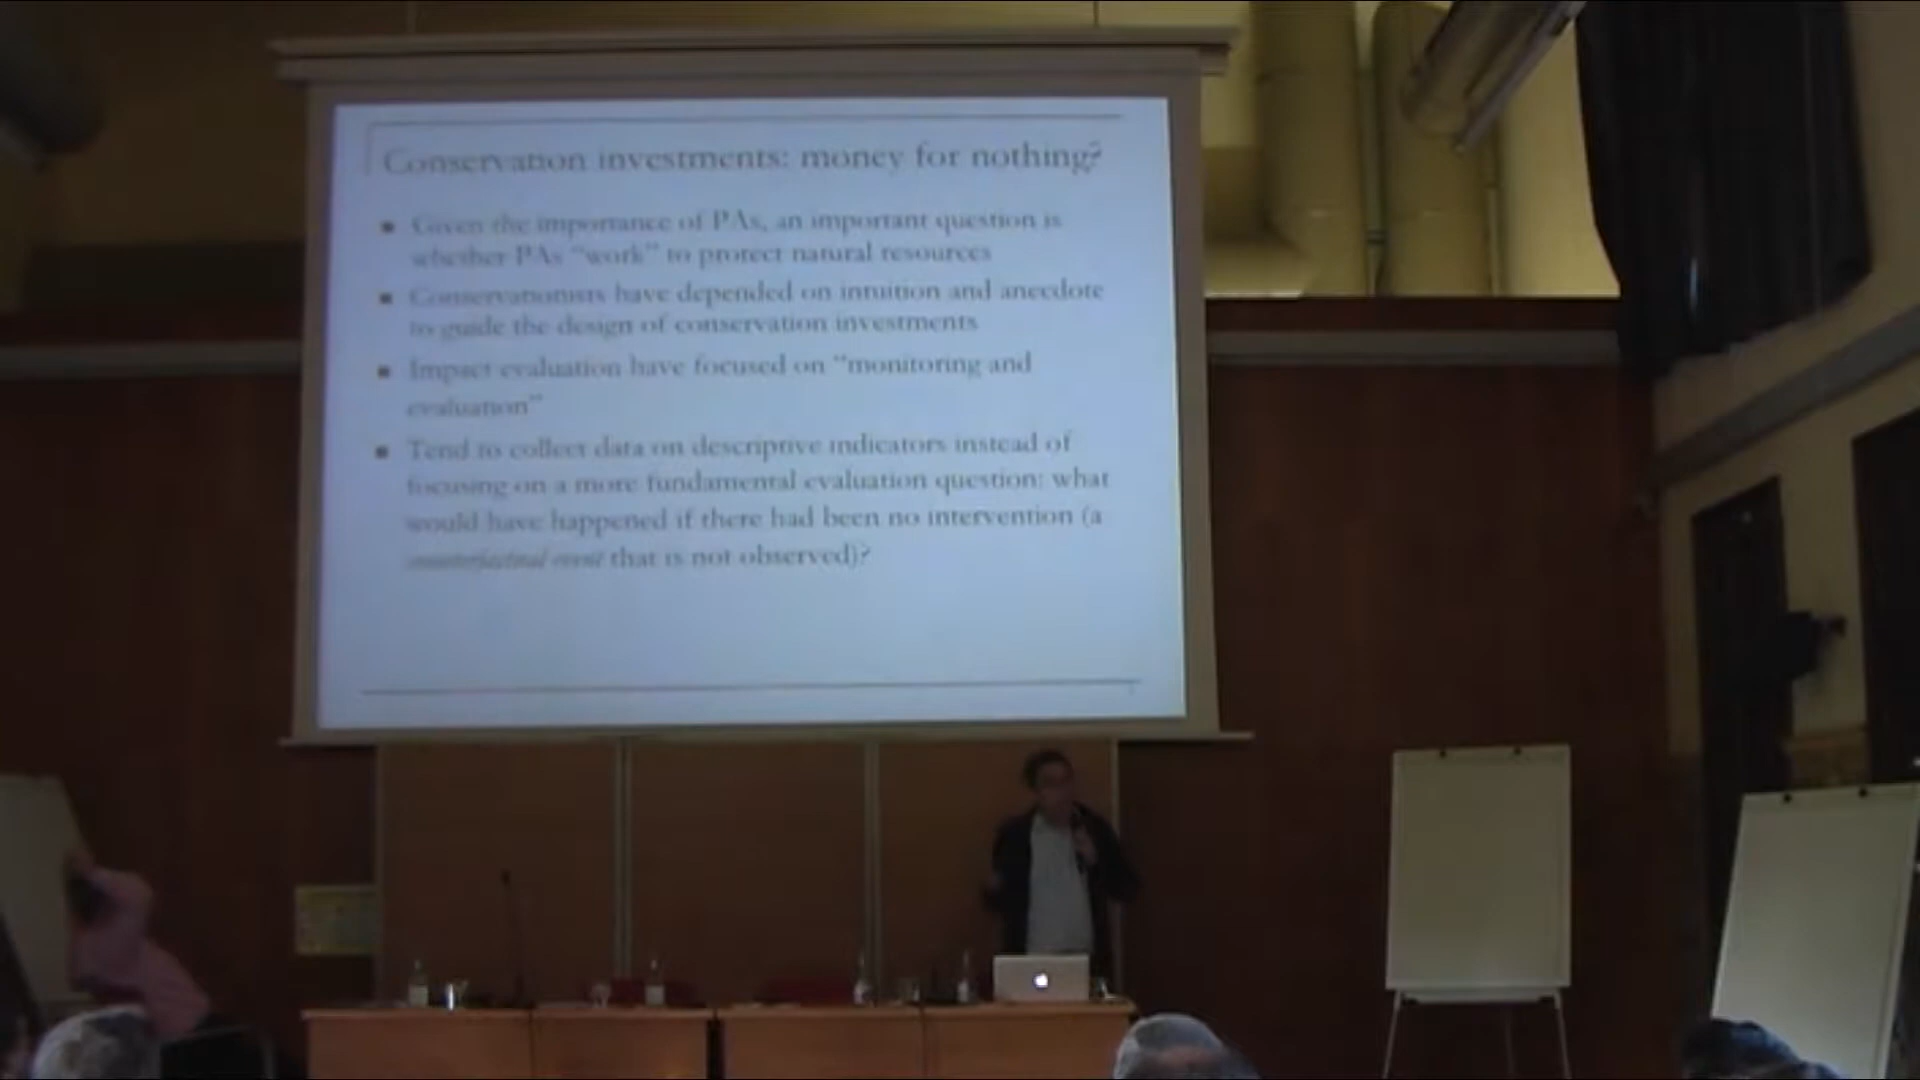 Conservation investments: money for nothing?
Given the importance of PAs, an important question is
whether PAs "work" to protect natural resources
Conservationists have depended on intuition and anecdote
to guide the design of conservation investments
Impact evaluation have focused on "monitoring and
evaluation"
Tend to collect data on descriptive indicators instead of
focusing on a more fundamental evaluation question: what
would have happened if there had been no intervention (a
counterfactual event that is not observed)?